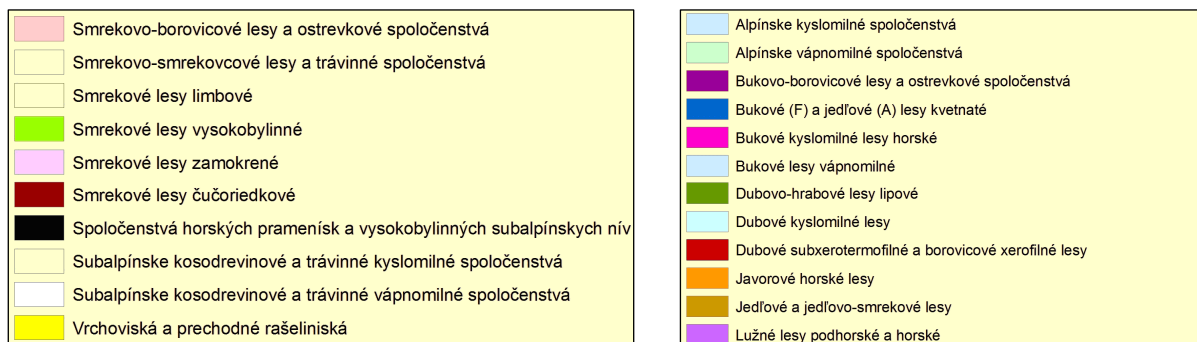 Smrekovo-borovicové lesy a ostrevkové spoločenstvá
Smrekovo-smrekovcové lesy a trávinné spoločenstvá
Smrekové lesy limbové
Smrekové lesy vysokobylinné
Smrekové lesy zamokrené
Smrekové lesy čučoriedkové
Spoločenstvá horských pramenísk a vysokobylinných subalpínskych nív
Subalpínske kosodrevinové a trávinné kyslomilné spoločenstvá
Subalpínske kosodrevinové a trávinné vápnomilné spoločenstvá
Vrchoviská a prechodné rašeliniská
Alpínske kyslomilné spoločenstvá
Alpínske vápnomilné spoločenstvá
Bukovo-borovicové lesy a ostrevkové spoločenstvá
Bukové (F) a jedľové (A) lesy kvetnaté
Bukové kyslomilné lesy horské
Bukové lesy vápnomilné
Dubovo-hrabové lesy lipové
Dubové kyslomilné lesy
Dubové subxerotermofilné a borovicové xerofilné lesy
Javorové horské lesy
Jedľové a jedľovo-smrekové lesy
Lužné lesy podhorské a horské